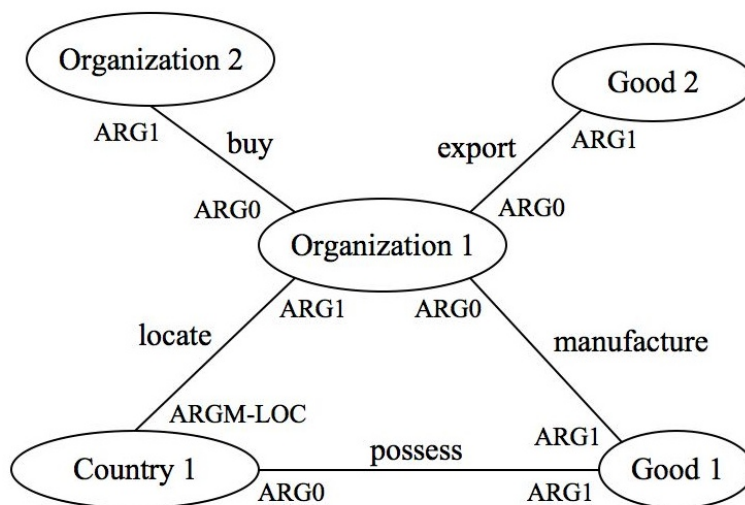 Organization 2
Good 2
ARG1
buy
export
ARG1
ARG0
ARG0
Organization 1
ARG1
ARG0
locate
manufacture
ARGM-LOC
ARG1
possess
Country 1
Good 1
ARG0
ARG1